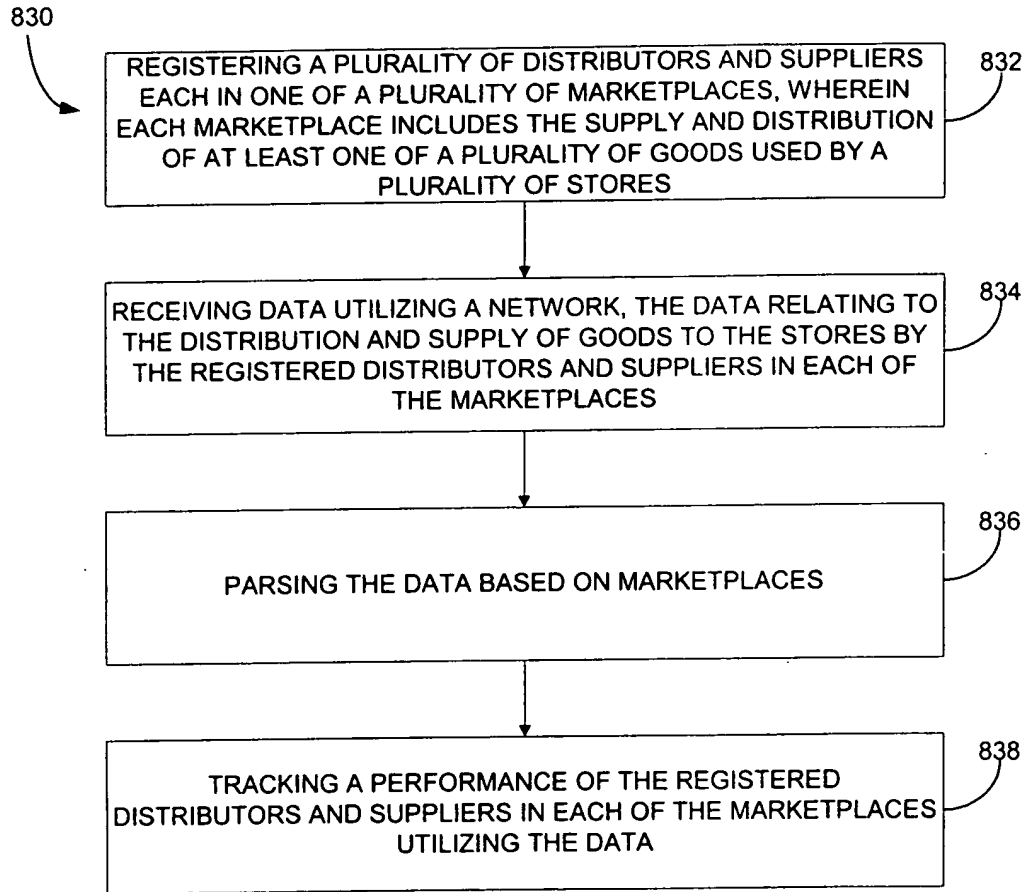 830
REGISTERING A PLURALITY OF DISTRIBUTORS AND SUPPLIERS
EACH IN ONE OF A PLURALITY OF MARKETPLACES, WHEREIN
EACH MARKETPLACE INCLUDES THE SUPPLY AND DISTRIBUTION
OF AT LEAST ONE OF A PLURALITY OF GOODS USED BY A
PLURALITY OF STORES
832
RECEIVING DATA UTILIZING A NETWORK, THE DATA RELATING TO
THE DISTRIBUTION AND SUPPLY OF GOODS TO THE STORES BY
THE REGISTERED DISTRIBUTORS AND SUPPLIERS IN EACH OF
THE MARKETPLACES
834
PARSING THE DATA BASED ON MARKETPLACES
836
TRACKING A PERFORMANCE OF THE REGISTERED
DISTRIBUTORS AND SUPPLIERS IN EACH OF THE MARKETPLACES
UTILIZING THE DATA
838